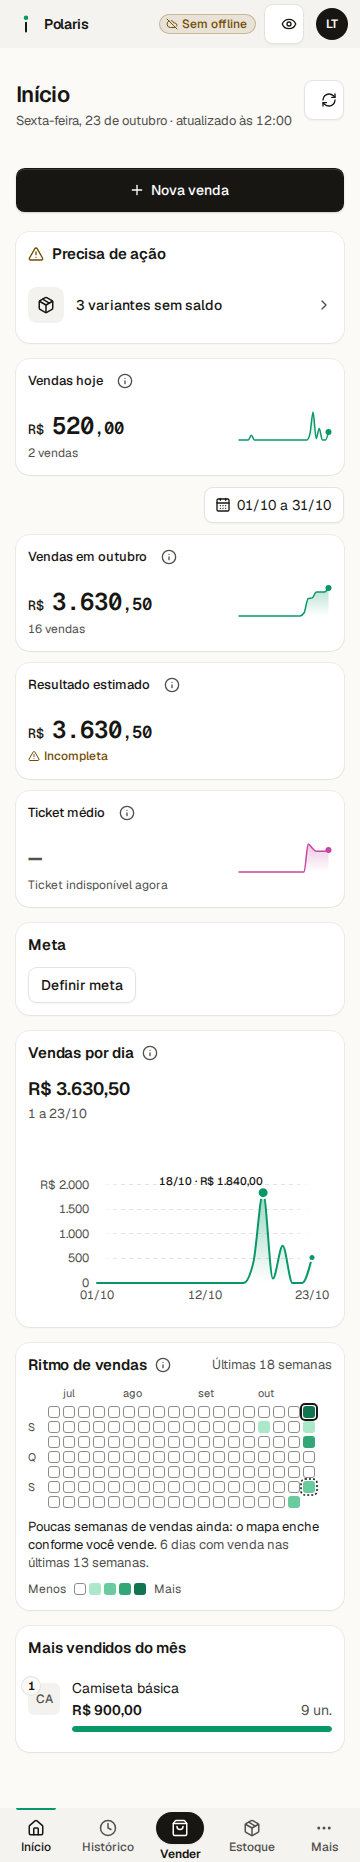 Polaris
Sem offline
LT
Início
Sexta-feira, 23 de outubro · atualizado às 12:00
Nova venda
Precisa de ação
3 variantes sem saldo
Vendas hoje
R$ 520,00
2 vendas
01/10 a 31/10
Vendas em outubro
R$ 3.630,50
16 vendas
Resultado estimado
R$ 3.630,50
Incompleta
Ticket médio
—
Ticket indisponível agora
Meta
Definir meta
Vendas por dia
R$ 3.630,50
1 a 23/10
18/10 · R$ 1.840,00
R$ 2.000
1.500
1.000
500
0
01/10 12/10 23/10
Ritmo de vendas Últimas 18 semanas
jul ago set out
S
Q
S
Poucas semanas de vendas ainda: o mapa enche
conforme você vende. 6 dias com venda nas
últimas 13 semanas.
Menos Mais
Mais vendidos do mês
1
CA
Camiseta básica
R$ 900,00 9 un.
Início Histórico Vender Estoque Mais